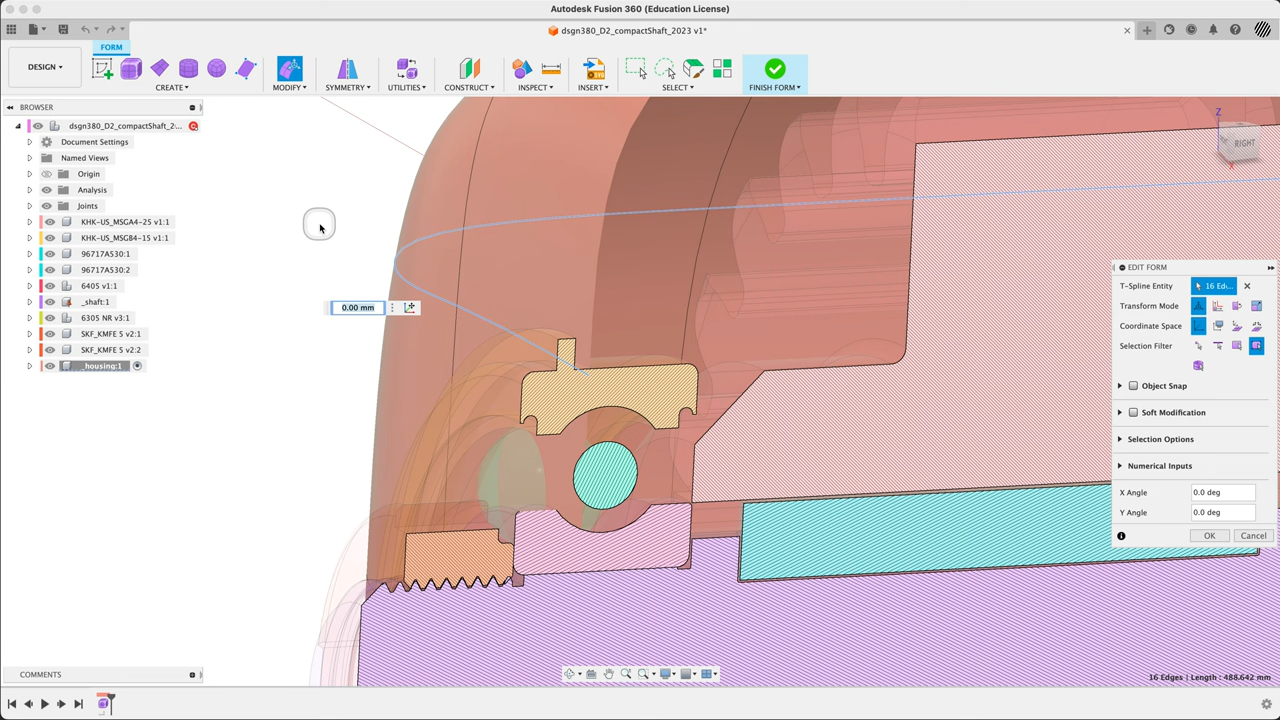 Autodesk Fusion 360 (Education License)
dsgn380_D2_compactShaft_2023 v1*
FORM
DESIGN
CREATE
MODIFY
SYMMETRY
UTILITIES
CONSTRUCT
INSPECT
INSERT
SELECT
FINISH FORM
BROWSER
dsgn380_D2_compactShaft_2...
Document Settings
Named Views
Origin
Analysis
Joints
KHK-US_MSGA4-25 v1:1
KHK-US_MSGB4-15 v1:1
96717A530:1
96717A530:2
6405 v1:1
_shaft:1
6305 NR v3:1
SKF_KMFE 5 v2:1
SKF_KMFE 5 v2:2
_housing:1
0.00 mm
Z
RIGHT
EDIT FORM
T-Spline Entity
16 Ed...
Transform Mode
Coordinate Space
Selection Filter
Object Snap
Soft Modification
Selection Options
Numerical Inputs
X Angle
0.0 deg
Y Angle
0.0 deg
OK
Cancel
COMMENTS
16 Edges | Length : 488.642 mm